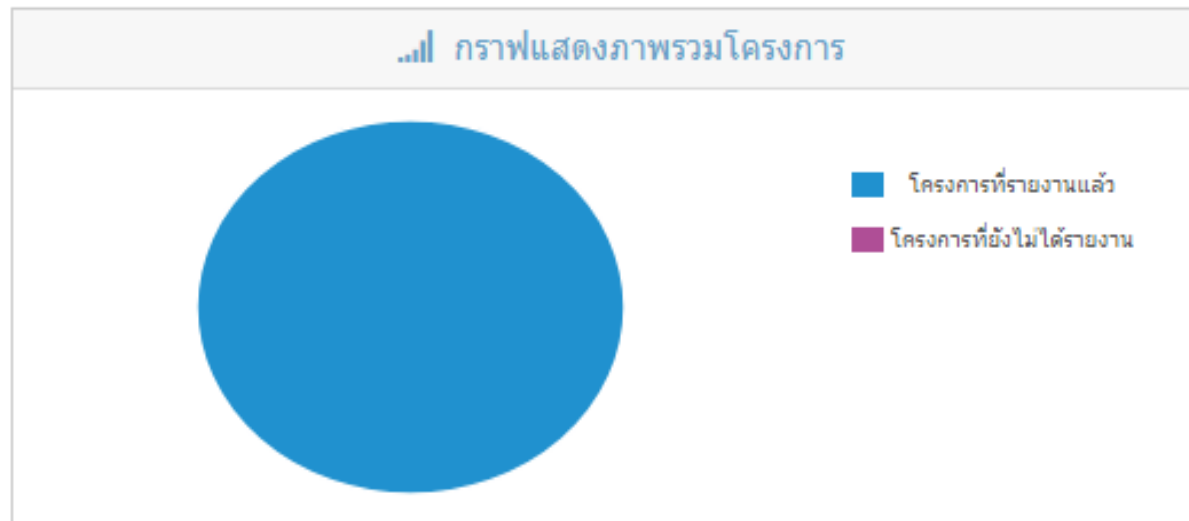 กราฟแสดงภาพรวมโครงการ
โครงการที่รายงานแล้ว
โครงการที่ยังไม่ได้รายงาน